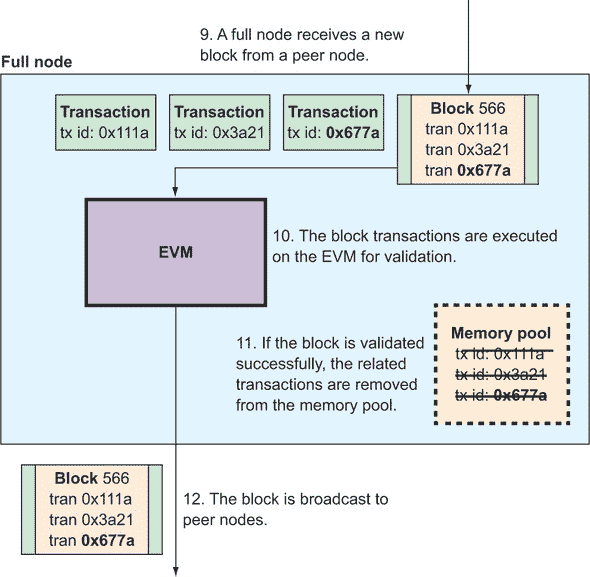 9. A full node receives a new
block from a peer node.
Full node
Transaction
tx id: 0x111a
Transaction
tx id: 0x3a21
Transaction
tx id: 0x677a
Block 566
tran 0x111a
tran 0x3a21
tran 0x677a
EVM
10. The block transactions are executed
on the EVM for validation.
11. If the block is validated
successfully, the related
transactions are removed
from the memory pool.
Memory pool
tx id: 0x111a
tx id: 0x3a21
tx id: 0x677a
Block 566
tran 0x111a
tran 0x3a21
tran 0x677a
12. The block is broadcast to
peer nodes.